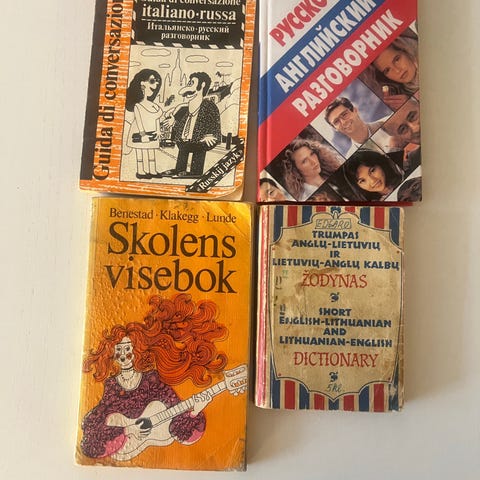 Guida di conversazione
Guida di conversazione
italiano-russa
Итальянско-русский
разговорник
«Russkij jazyk»
РУССКО
АНГЛИЙСКИЙ
РАЗГОВОРНИК
Benestad · Klakegg · Lunde
Skolens
visebok
TRUMPAS
ANGLŲ-LIETUVIŲ
IR
LIETUVIŲ-ANGLŲ KALBŲ
ŽODYNAS
SHORT
ENGLISH-LITHUANIAN
AND
LITHUANIAN-ENGLISH
DICTIONARY